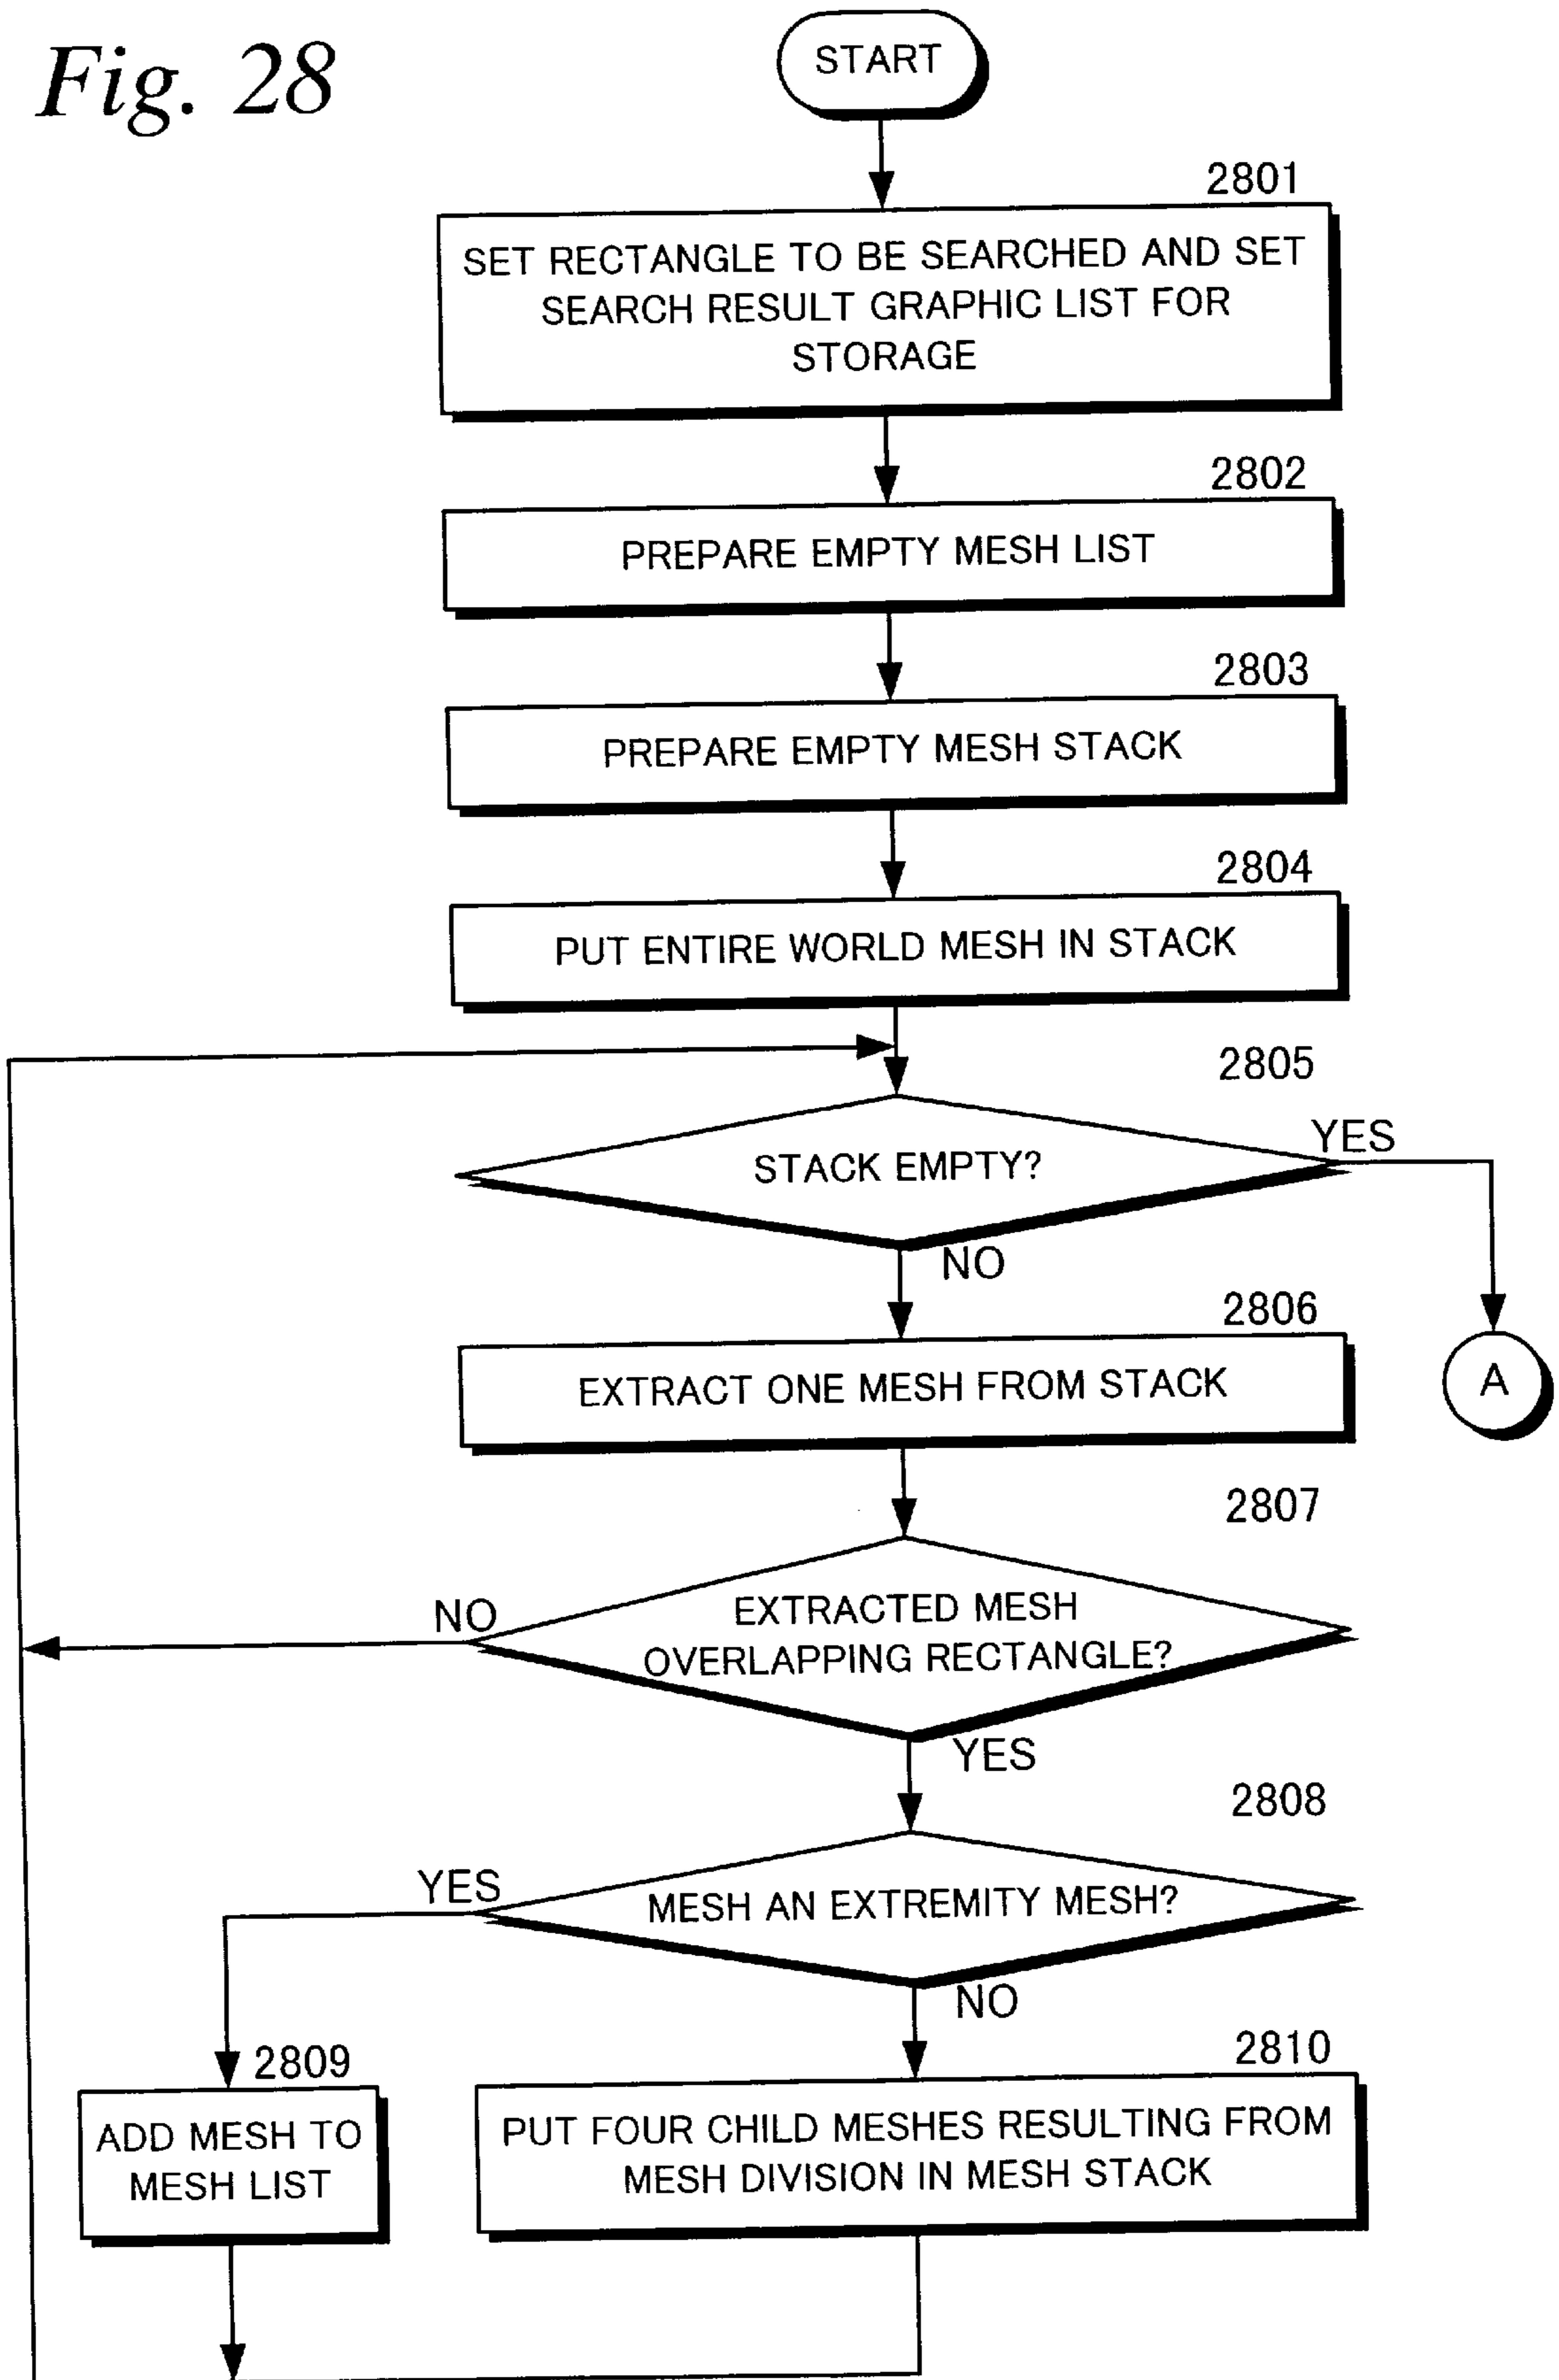 Fig. 28
START
2801
SET RECTANGLE TO BE SEARCHED AND SET
SEARCH RESULT GRAPHIC LIST FOR
STORAGE
2802
PREPARE EMPTY MESH LIST
2803
PREPARE EMPTY MESH STACK
2804
PUT ENTIRE WORLD MESH IN STACK
2805
STACK EMPTY?
YES
NO
2806
EXTRACT ONE MESH FROM STACK
A
2807
EXTRACTED MESH
OVERLAPPING RECTANGLE?
NO
YES
2808
MESH AN EXTREMITY MESH?
YES
NO
2809
ADD MESH TO
MESH LIST
2810
PUT FOUR CHILD MESHES RESULTING FROM
MESH DIVISION IN MESH STACK